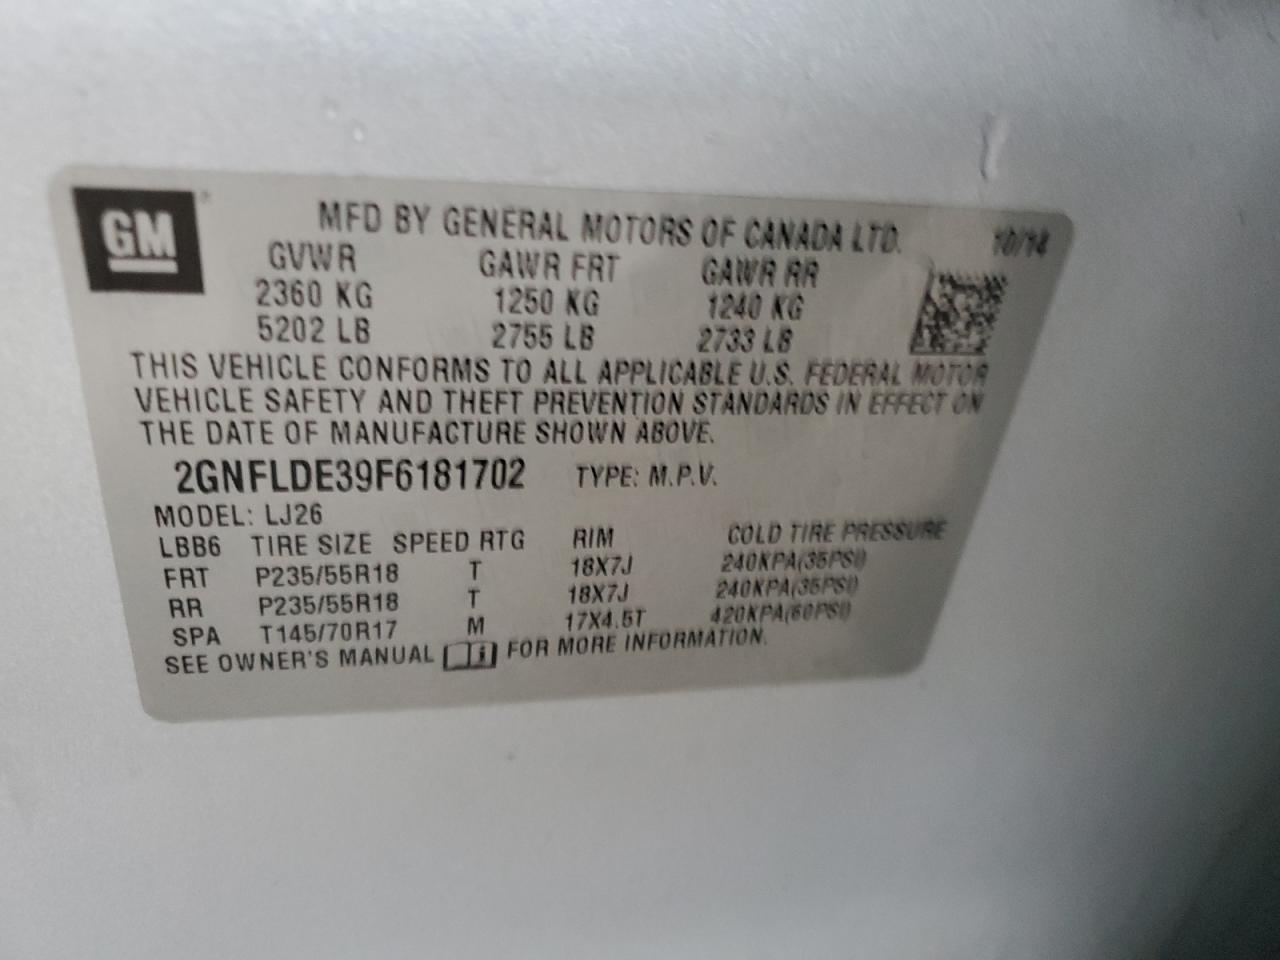 GM
MFD BY GENERAL MOTORS OF CANADA LTD. 10/14
GVWR GAWR FRT GAWR RR
2360 KG 1250 KG 1240 KG
5202 LB 2755 LB 2733 LB
THIS VEHICLE CONFORMS TO ALL APPLICABLE U.S. FEDERAL MOTOR
VEHICLE SAFETY AND THEFT PREVENTION STANDARDS IN EFFECT ON
THE DATE OF MANUFACTURE SHOWN ABOVE.
2GNFLDE39F6181702 TYPE: M.P.V.
MODEL: LJ26
LBB6 TIRE SIZE SPEED RTG RIM COLD TIRE PRESSURE
FRT P235/55R18 T 18X7J 240KPA(35PSI)
RR P235/55R18 T 18X7J 240KPA(35PSI)
SPA T145/70R17 M 17X4.5T 420KPA(60PSI)
SEE OWNER'S MANUAL FOR MORE INFORMATION.